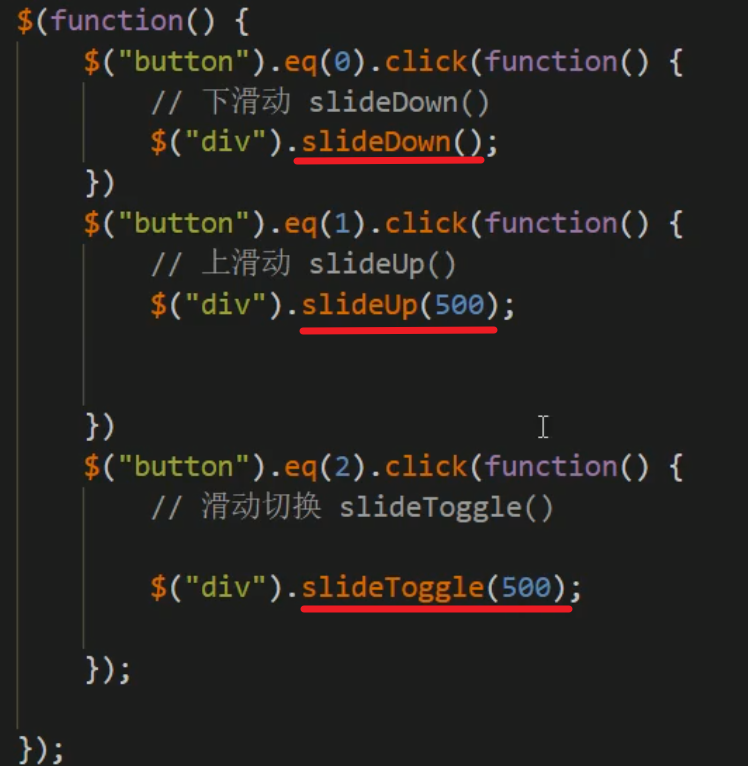 $(function() {
$("button").eq(0).click(function() {
// 下滑动 slideDown()
$("div").slideDown();
})
$("button").eq(1).click(function() {
// 上滑动 slideUp()
$("div").slideUp(500);
})
$("button").eq(2).click(function() {
// 滑动切换 slideToggle()
$("div").slideToggle(500);
});
});